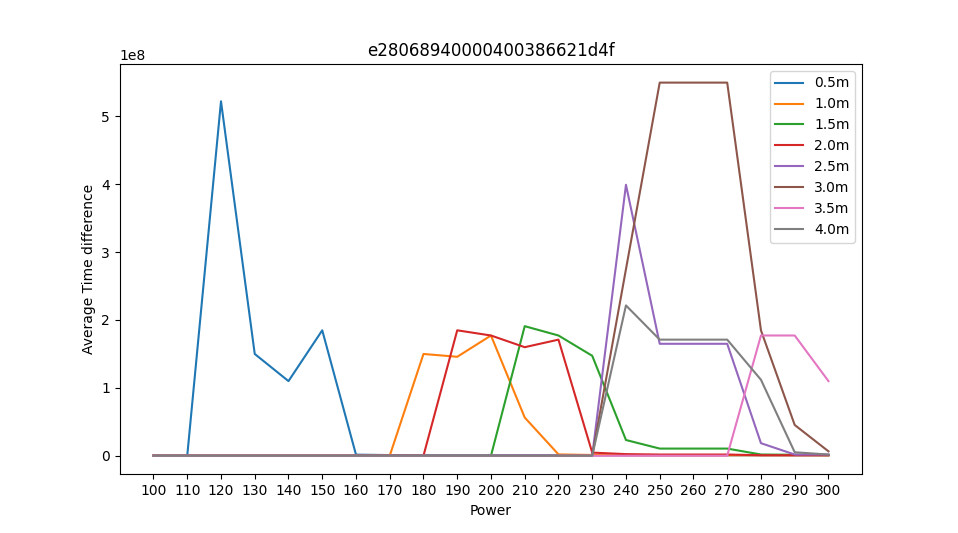 e28068940000400386621d4f
1e8
5
4
3
2
1
0
Average Time difference
100 110 120 130 140 150 160 170 180 190 200 210 220 230 240 250 260 270 280 290 300
Power
0.5m
1.0m
1.5m
2.0m
2.5m
3.0m
3.5m
4.0m